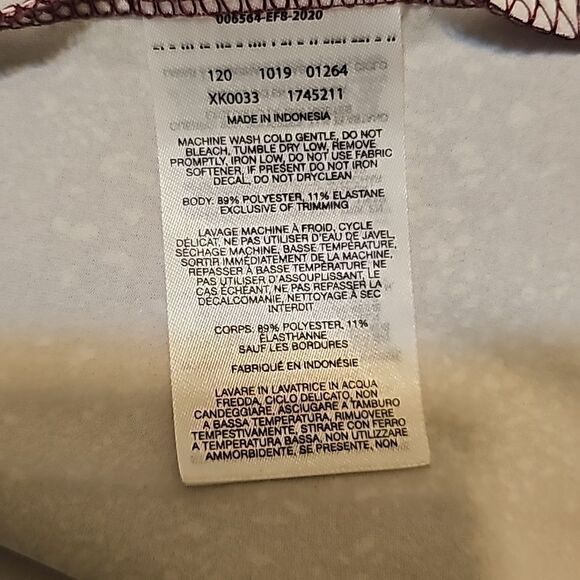 006564-EF8-2020
120 1019 01264
XK0033 1745211
MADE IN INDONESIA
MACHINE WASH COLD GENTLE, DO NOT
BLEACH, TUMBLE DRY LOW, REMOVE
PROMPTLY, IRON LOW, DO NOT USE FABRIC
SOFTENER, IF PRESENT DO NOT IRON
DECAL, DO NOT DRYCLEAN
BODY: 89% POLYESTER, 11% ELASTANE
EXCLUSIVE OF TRIMMING
LAVAGE MACHINE À FROID, CYCLE
DÉLICAT, NE PAS UTILISER D'EAU DE JAVEL,
SÉCHAGE MACHINE, BASSE TEMPÉRATURE,
SORTIR IMMÉDIATEMENT DE LA MACHINE,
REPASSER À BASSE TEMPÉRATURE, NE
PAS UTILISER D'ASSOUPLISSANT, LE
CAS ÉCHÉANT, NE PAS REPASSER LA
DÉCALCOMANIE, NETTOYAGE À SEC
INTERDIT
CORPS: 89% POLYESTER, 11%
ÉLASTHANNE
SAUF LES BORDURES
FABRIQUÉ EN INDONÉSIE
LAVARE IN LAVATRICE IN ACQUA
FREDDA, CICLO DELICATO, NON
CANDEGGIARE, ASCIUGARE A TAMBURO
A BASSA TEMPERATURA, RIMUOVERE
TEMPESTIVAMENTE, STIRARE CON FERRO
A TEMPERATURA BASSA, NON UTILIZZARE
AMMORBIDENTE, SE PRESENTE, NON